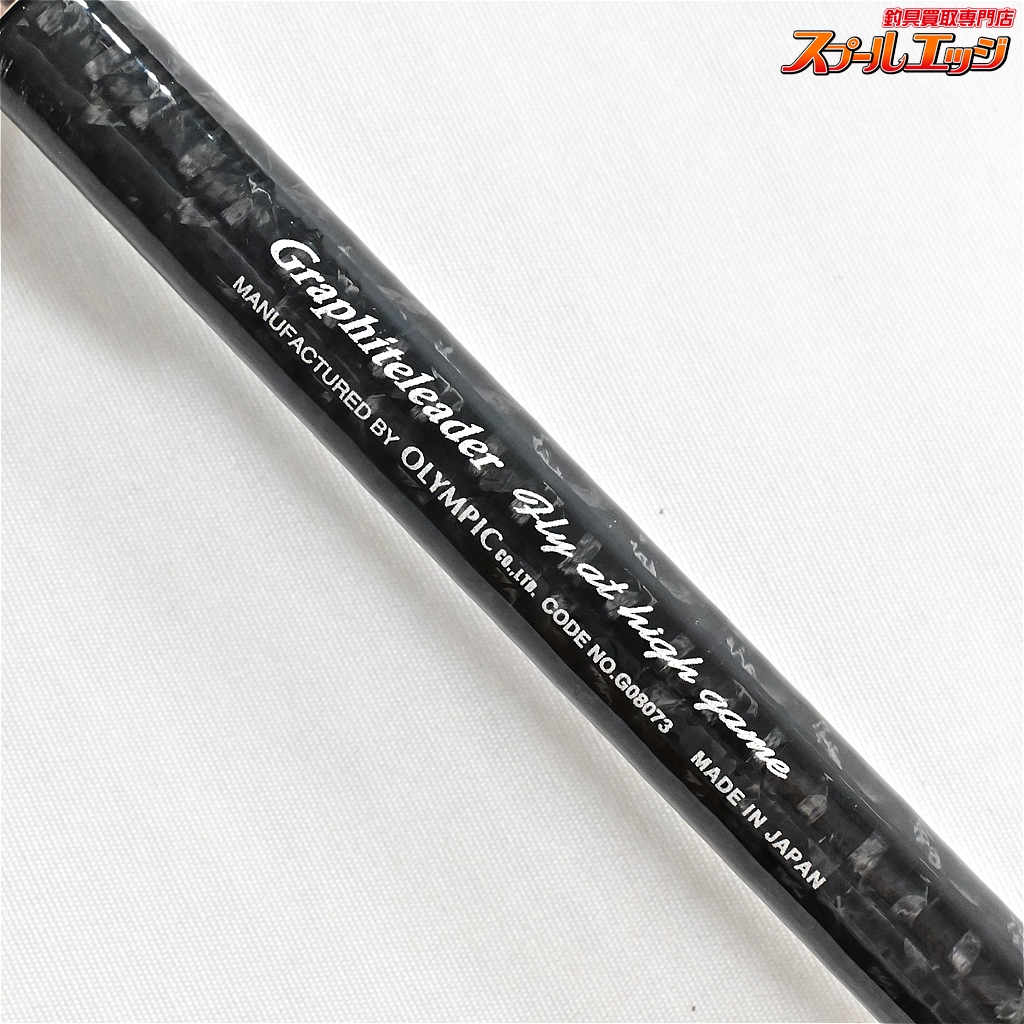 釣具買取専門店
スプールエッジ
Graphiteleader Fly at high game
MANUFACTURED BY OLYMPIC CO.,LTD. CODE NO.G08073 MADE IN JAPAN